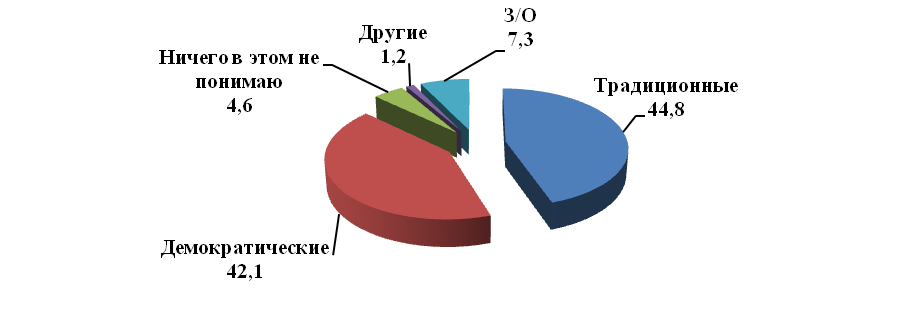 З/О
7,3
Другие
1,2
Ничего в этом не
понимаю
4,6
Традиционные
44,8
Демократические
42,1